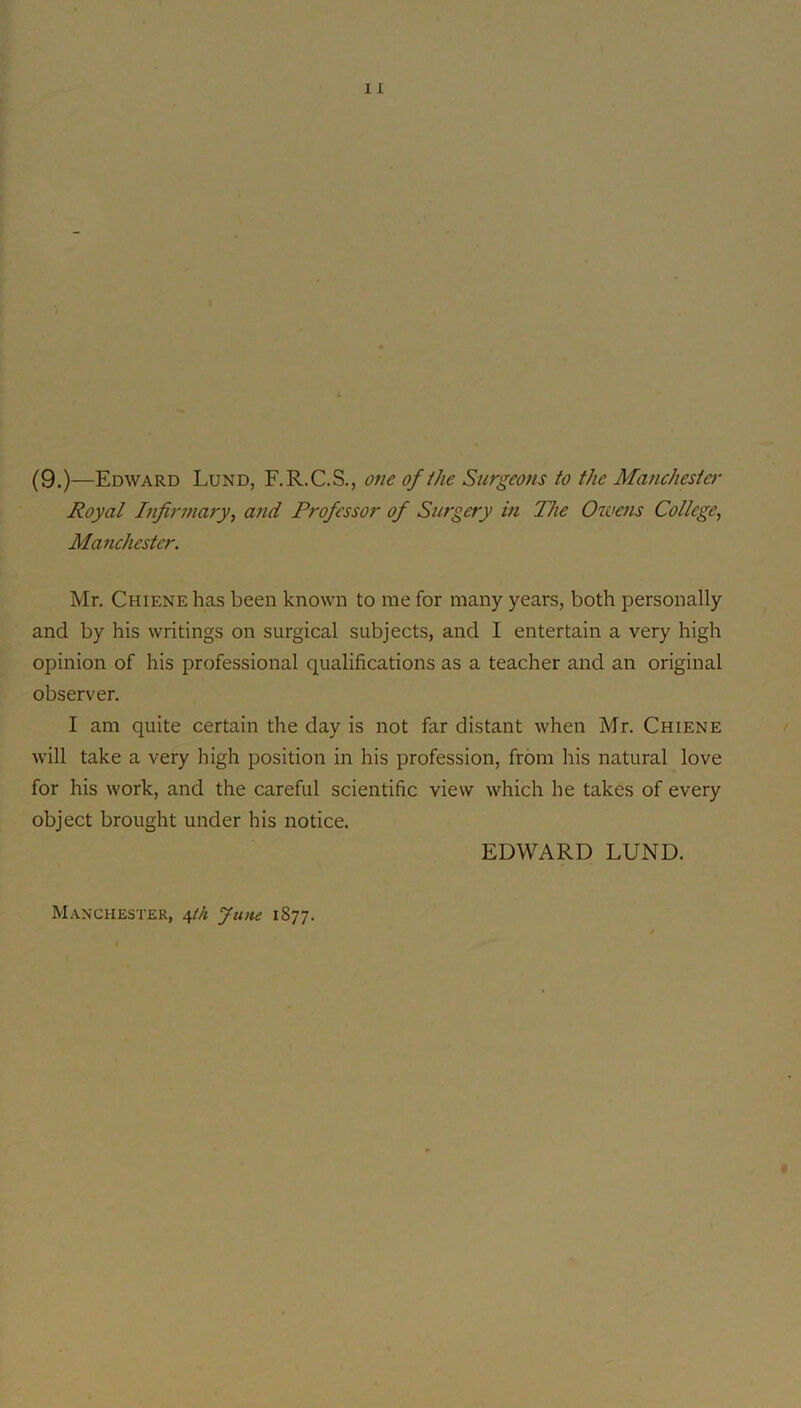 11
(9.)—EDWARD LUND, F.R.C.S., one of the Surgeons to the Manchester
Royal Infirmary, and Professor of Surgery in The Owens College,
Manchester.
Mr. CHIENE has been known to me for many years, both personally
and by his writings on surgical subjects, and I entertain a very high
opinion of his professional qualifications as a teacher and an original
observer.
I am quite certain the day is not far distant when Mr. CHIENE
will take a very high position in his profession, from his natural love
for his work, and the careful scientific view which he takes of every
object brought under his notice.
EDWARD LUND.
MANCHESTER, 4th June 1877.